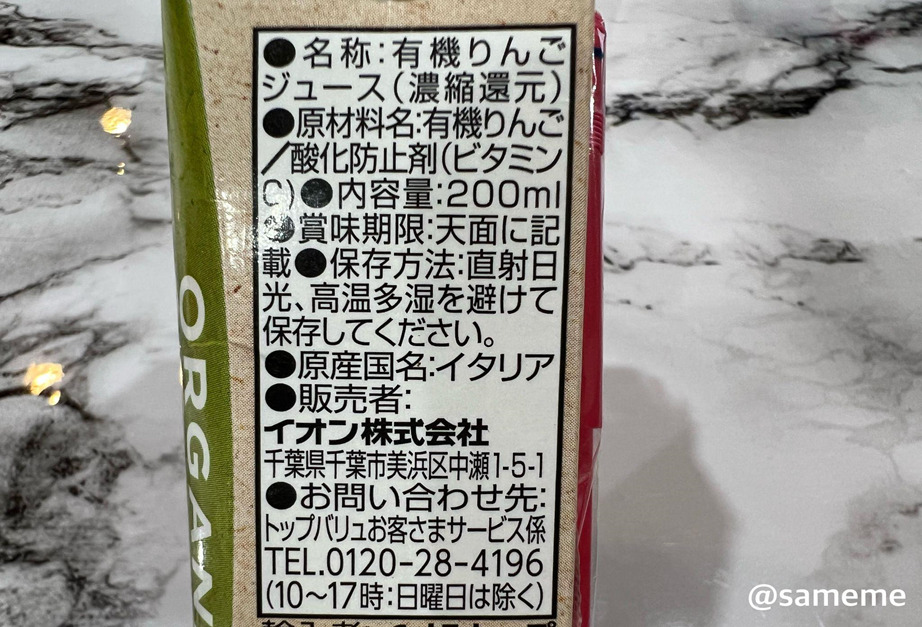 ●名称:有機りんご
ジュース(濃縮還元)
●原材料名:有機りんご
/酸化防止剤(ビタミン
C)●内容量:200ml
●賞味期限:天面に記
載●保存方法:直射日
光、高温多湿を避けて
保存してください。
●原産国名:イタリア
●販売者:
イオン株式会社
千葉県千葉市美浜区中瀬1-5-1
●お問い合わせ先:
トップバリュお客さまサービス係
TEL.0120-28-4196
(10〜17時:日曜日は除く)
ORGAN
@sameme